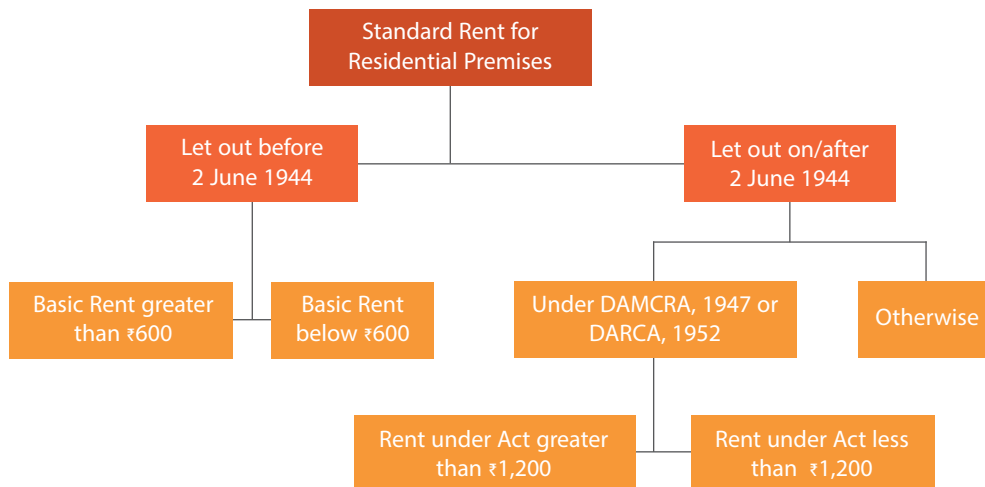 Standard Rent for
Residential Premises
Let out before
2 June 1944
Let out on/after
2 June 1944
Basic Rent greater
than ₹600
Basic Rent
below ₹600
Under DAMCRA, 1947 or
DARCA, 1952
Otherwise
Rent under Act greater
than ₹1,200
Rent under Act less
than ₹1,200